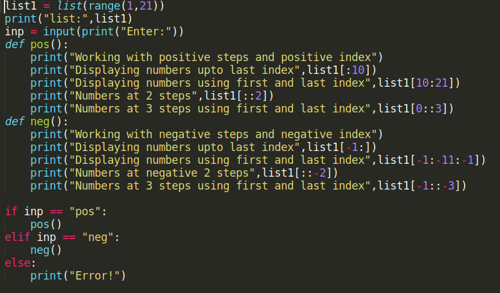 list1 = list(range(1,21))
print("list:",list1)
inp = input(print("Enter:"))
def pos():
    print("Working with positive steps and positive index")
    print("Displaying numbers upto last index",list1[:10])
    print("Displaying numbers using first and last index",list1[10:21])
    print("Numbers at 2 steps",list1[::2])
    print("Numbers at 3 steps using first and last index",list1[0::3])
def neg():
    print("Working with negative steps and negative index")
    print("Displaying numbers upto last index",list1[-1:])
    print("Displaying numbers using first and last index",list1[-1:-11:-1])
    print("Numbers at negative 2 steps",list1[::-2])
    print("Numbers at 3 steps using first and last index",list1[-1::-3])

if inp == "pos":
    pos()
elif inp == "neg":
    neg()
else:
    print("Error!")